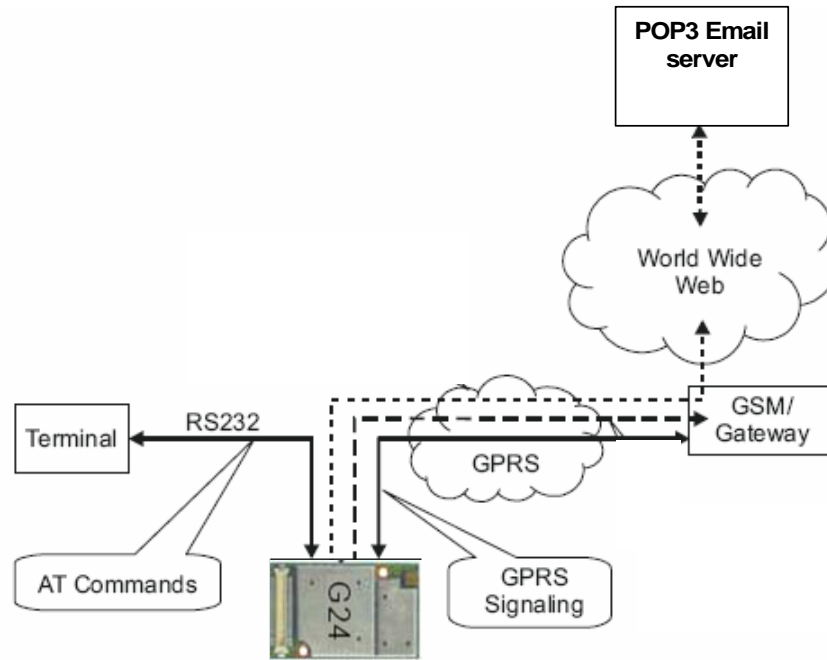 POP3 Email
server
World Wide
Web
GSM/
Gateway
Terminal
RS232
GPRS
AT Commands
G24
GPRS
Signaling